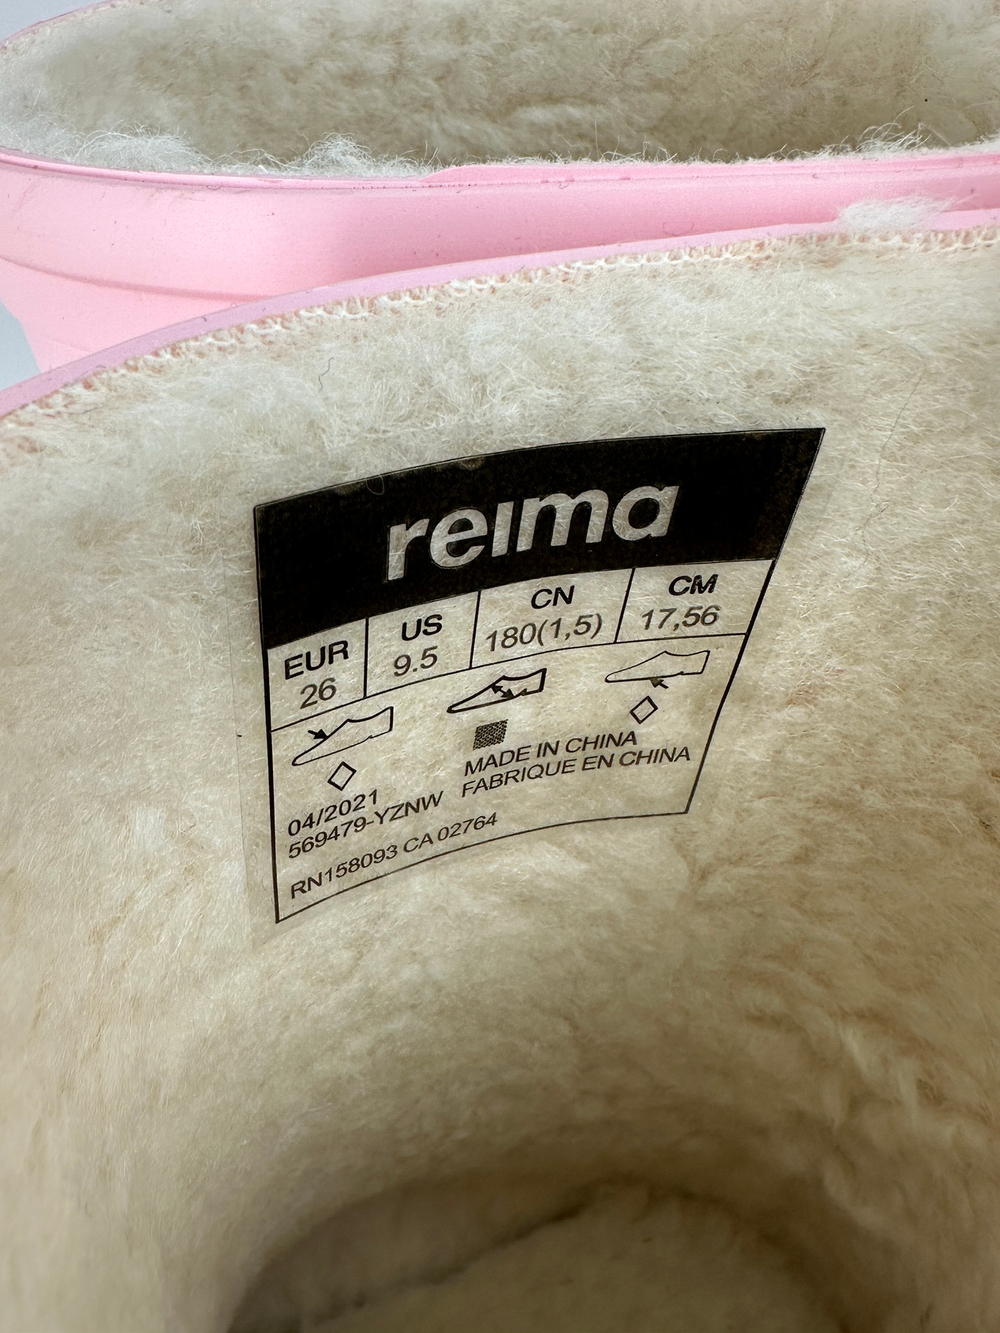 reima
EUR US CN CM
26 9.5 180(1,5) 17,56
04/2021 MADE IN CHINA
569479-YZNW FABRIQUE EN CHINA
RN158093 CA 02764